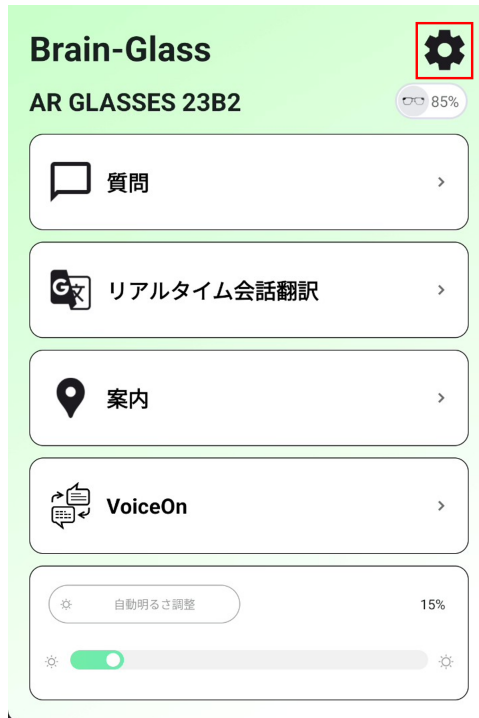 Brain-Glass
AR GLASSES 23B2
85%
質問
リアルタイム会話翻訳
案内
VoiceOn
自動明るさ調整
15%